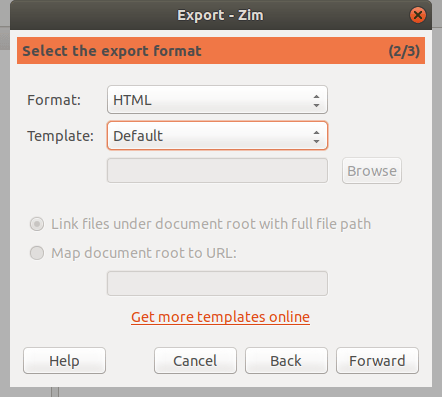 Export - Zim
Select the export format (2/3)
Format: HTML
Template: Default
Browse
Link files under document root with full file path
Map document root to URL:
Get more templates online
Help Cancel Back Forward